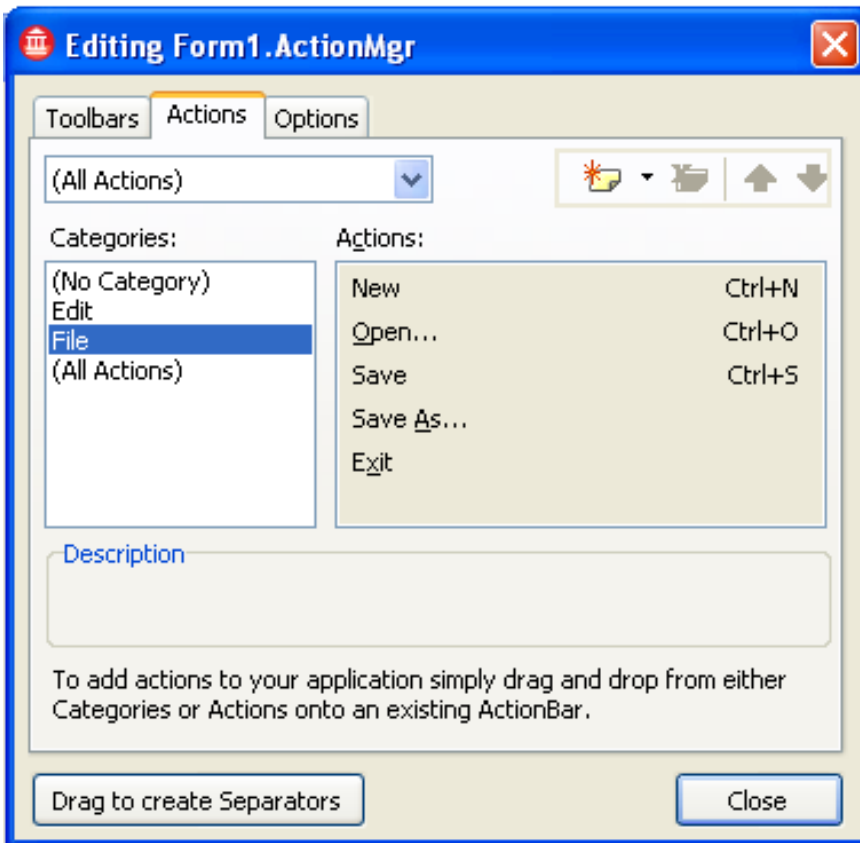 Editing Form1.ActionMgr
Toolbars Actions Options
(All Actions)
Categories: Actions:
(No Category)
Edit
File
(All Actions)
New Ctrl+N
Open... Ctrl+O
Save Ctrl+S
Save As...
Exit
Description
To add actions to your application simply drag and drop from either
Categories or Actions onto an existing ActionBar.
Drag to create Separators Close